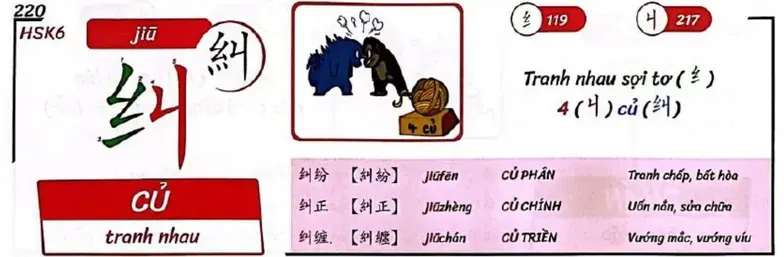 220
HSK6
jiū
纠
糾
CỦ
tranh nhau
4 CỦ
纟 119
丩 217
Tranh nhau sợi tơ (纟)
4 (丩) củ (纠)
纠纷 【糾紛】 jiūfēn CỦ PHÂN Tranh chấp, bất hòa
纠正 【糾正】 jiūzhèng CỦ CHÍNH Uốn nắn, sửa chữa
纠缠. 【糾纏】 jiūchán CỦ TRIỀN Vướng mắc, vướng víu